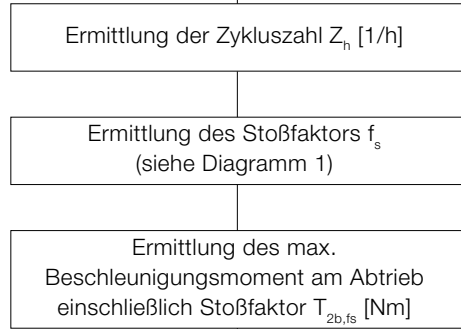 Ermittlung der Zykluszahl Z_h [1/h]
Ermittlung des Stoßfaktors f_s
(siehe Diagramm 1)
Ermittlung des max.
Beschleunigungsmoment am Abtrieb
einschließlich Stoßfaktor T_2b,fs [Nm]